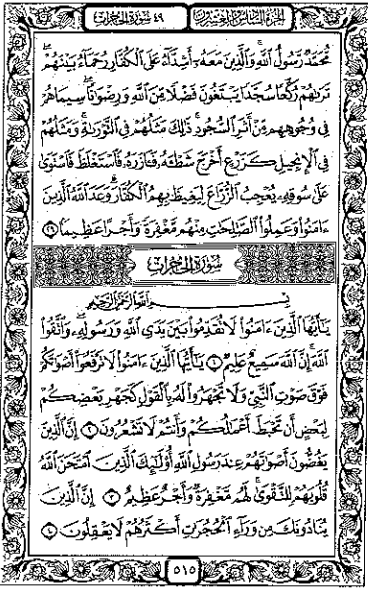 الجزء السادس والعشرون ٤٩ سورة الحجرات
مُّحَمَّدٌ رَّسُولُ ٱللَّهِ وَٱلَّذِينَ مَعَهُۥٓ أَشِدَّآءُ عَلَى ٱلْكُفَّارِ رُحَمَآءُ بَيْنَهُمْ
تَرَىٰهُمْ رُكَّعًا سُجَّدًا يَبْتَغُونَ فَضْلًا مِّنَ ٱللَّهِ وَرِضْوَٰنًا سِيمَاهُمْ
فِى وُجُوهِهِم مِّنْ أَثَرِ ٱلسُّجُودِ ذَٰلِكَ مَثَلُهُمْ فِى ٱلتَّوْرَىٰةِ وَمَثَلُهُمْ
فِى ٱلْإِنجِيلِ كَزَرْعٍ أَخْرَجَ شَطْـَٔهُۥ فَـَٔازَرَهُۥ فَٱسْتَغْلَظَ فَٱسْتَوَىٰ
عَلَىٰ سُوقِهِۦ يُعْجِبُ ٱلزُّرَّاعَ لِيَغِيظَ بِهِمُ ٱلْكُفَّارَ وَعَدَ ٱللَّهُ ٱلَّذِينَ
ءَامَنُوا۟ وَعَمِلُوا۟ ٱلصَّـٰلِحَـٰتِ مِنْهُم مَّغْفِرَةً وَأَجْرًا عَظِيمًۢا ٢٩
سورة الحجرات
بِسْمِ ٱللَّهِ ٱلرَّحْمَـٰنِ ٱلرَّحِيمِ
يَـٰٓأَيُّهَا ٱلَّذِينَ ءَامَنُوا۟ لَا تُقَدِّمُوا۟ بَيْنَ يَدَىِ ٱللَّهِ وَرَسُولِهِۦ وَٱتَّقُوا۟
ٱللَّهَ إِنَّ ٱللَّهَ سَمِيعٌ عَلِيمٌ ١ يَـٰٓأَيُّهَا ٱلَّذِينَ ءَامَنُوا۟ لَا تَرْفَعُوٓا۟ أَصْوَٰتَكُمْ
فَوْقَ صَوْتِ ٱلنَّبِىِّ وَلَا تَجْهَرُوا۟ لَهُۥ بِٱلْقَوْلِ كَجَهْرِ بَعْضِكُمْ
لِبَعْضٍ أَن تَحْبَطَ أَعْمَـٰلُكُمْ وَأَنتُمْ لَا تَشْعُرُونَ ٢ إِنَّ ٱلَّذِينَ
يَغُضُّونَ أَصْوَٰتَهُمْ عِندَ رَسُولِ ٱللَّهِ أُو۟لَـٰٓئِكَ ٱلَّذِينَ ٱمْتَحَنَ ٱللَّهُ
قُلُوبَهُمْ لِلتَّقْوَىٰ لَهُم مَّغْفِرَةٌ وَأَجْرٌ عَظِيمٌ ٣ إِنَّ ٱلَّذِينَ
يُنَادُونَكَ مِن وَرَآءِ ٱلْحُجُرَٰتِ أَكْثَرُهُمْ لَا يَعْقِلُونَ ٤
٥١٥